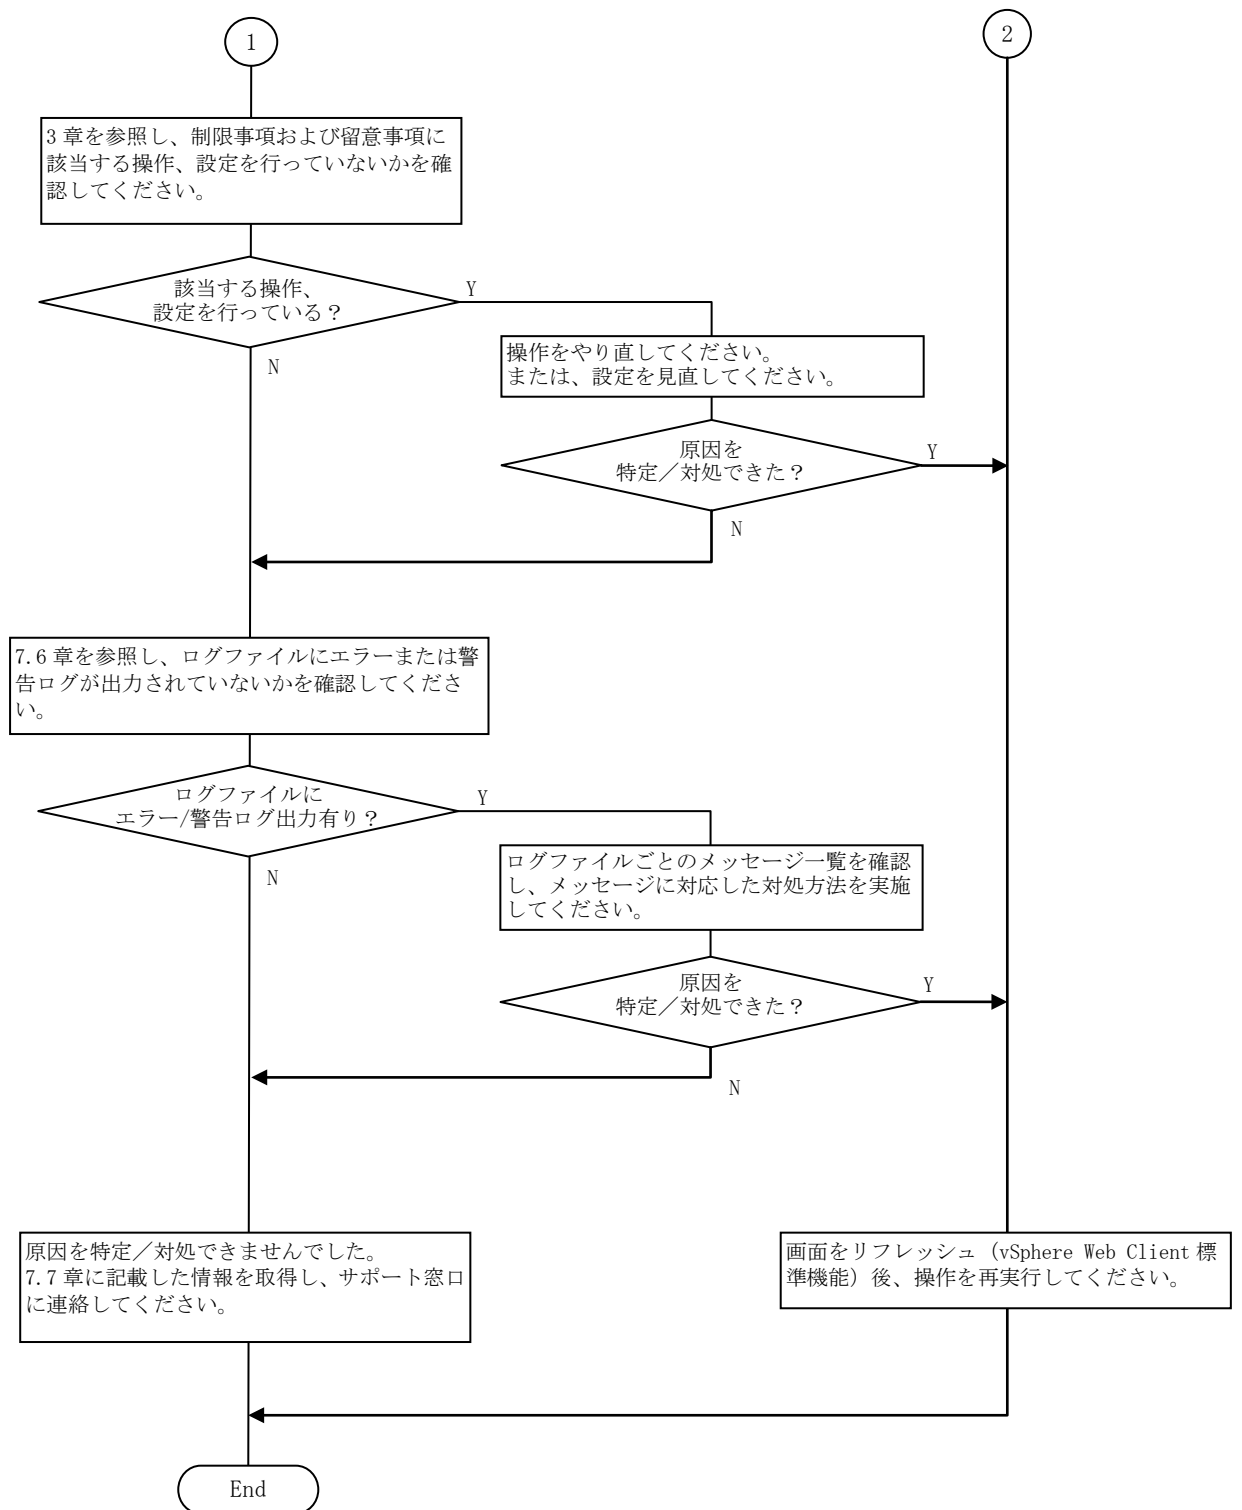 1
2
3 章を参照し、制限事項および留意事項に
該当する操作、設定を行っていないかを確
認してください。
該当する操作、
設定を行っている？
Y
N
操作をやり直してください。
または、設定を見直してください。
原因を
特定／対処できた？
Y
N
7.6 章を参照し、ログファイルにエラーまたは警
告ログが出力されていないかを確認してくださ
い。
ログファイルに
エラー/警告ログ出力有り？
Y
N
ログファイルごとのメッセージ一覧を確認
し、メッセージに対応した対処方法を実施
してください。
原因を
特定／対処できた？
Y
N
原因を特定／対処できませんでした。
7.7 章に記載した情報を取得し、サポート窓口
に連絡してください。
画面をリフレッシュ（vSphere Web Client 標
準機能）後、操作を再実行してください。
End